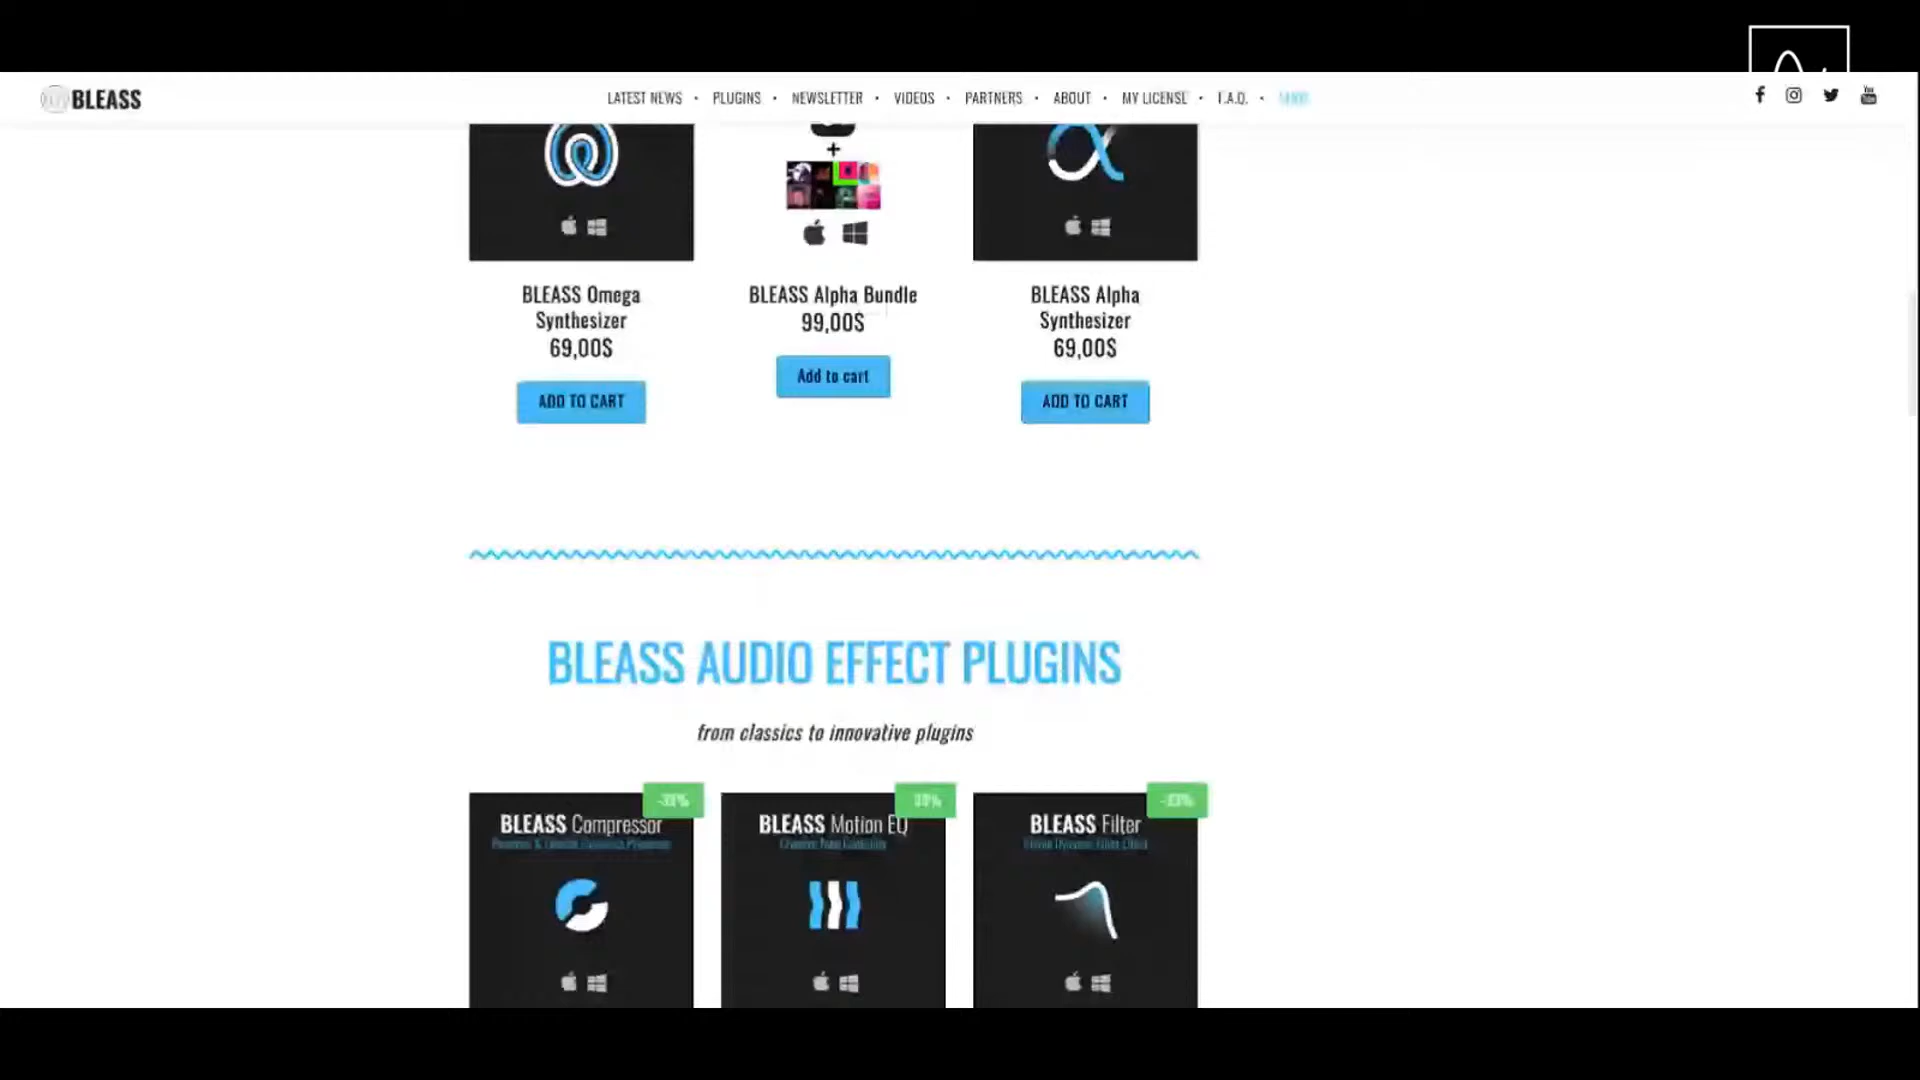 BLEASS
LATEST NEWS · PLUGINS · NEWSLETTER · VIDEOS · PARTNERS · ABOUT · MY LICENSE · F.A.Q. ·
+
BLEASS Omega
Synthesizer
69,00$
ADD TO CART
BLEASS Alpha Bundle
99,00$
Add to cart
BLEASS Alpha
Synthesizer
69,00$
ADD TO CART
BLEASS AUDIO EFFECT PLUGINS
from classics to innovative plugins
BLEASS Compressor
BLEASS Motion EQ
BLEASS Filter